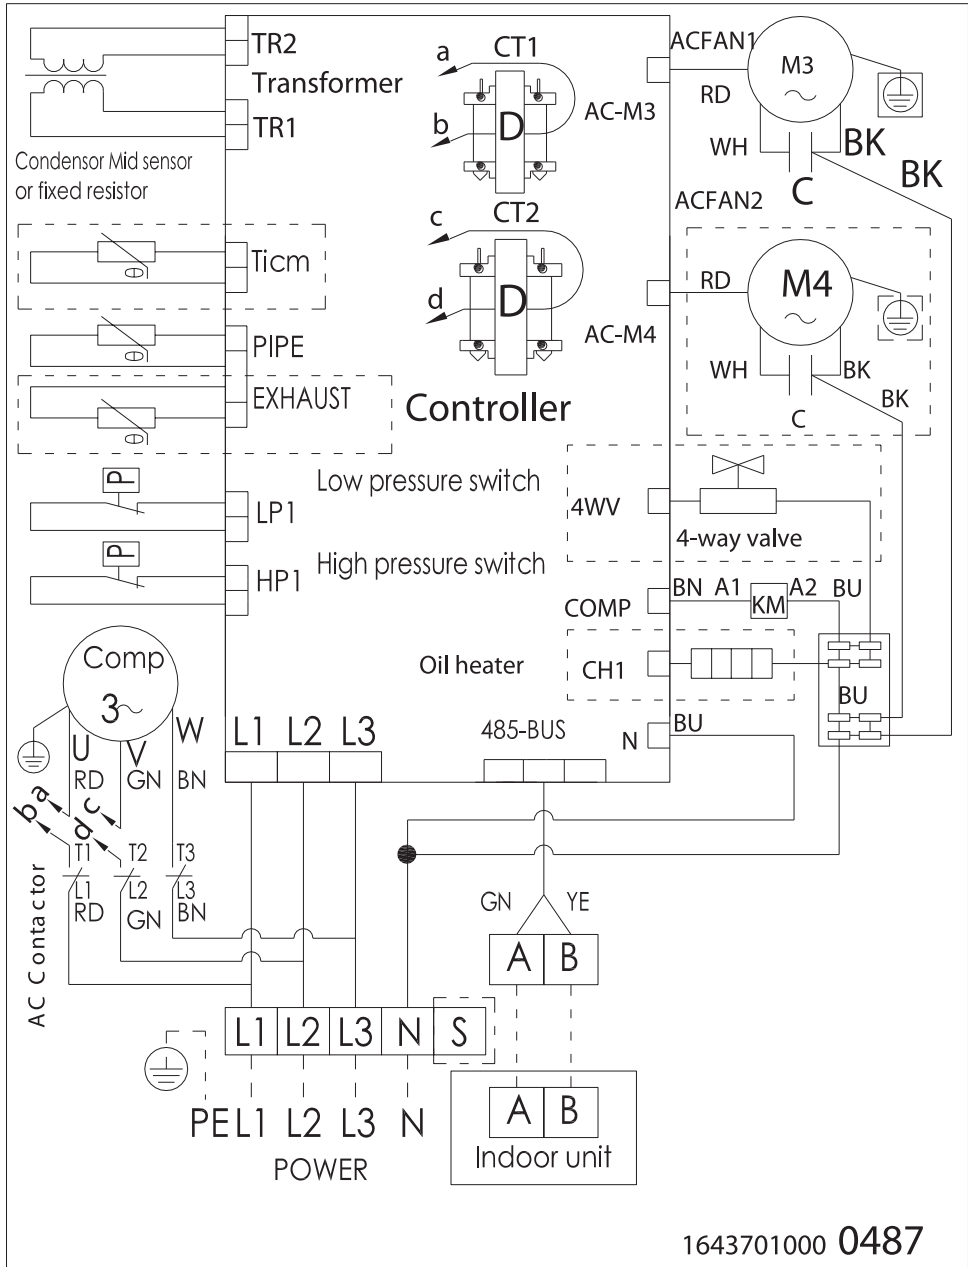 TR2
Transformer
TR1
Condensor Mid sensor
or fixed resistor
Ticm
PIPE
EXHAUST
Low pressure switch
P
LP1
High pressure switch
P
HP1
a
CT1
b
D
c
CT2
d
D
Controller
ACFAN1
M3
RD
AC-M3
WH
BK
BK
C
ACFAN2
RD
M4
AC-M4
WH
BK
BK
C
4WV
4-way valve
BN A1 KM A2 BU
COMP
Oil heater
CH1
BU
485-BUS
N
BU
Comp
3
U V W
RD GN BN
L1 L2 L3
b a c d
T1 T2 T3
L1 L2 L3
RD GN BN
AC Contactor
GN YE
A B
L1 L2 L3 N S
PE L1 L2 L3 N
POWER
A B
Indoor unit
1643701000 0487